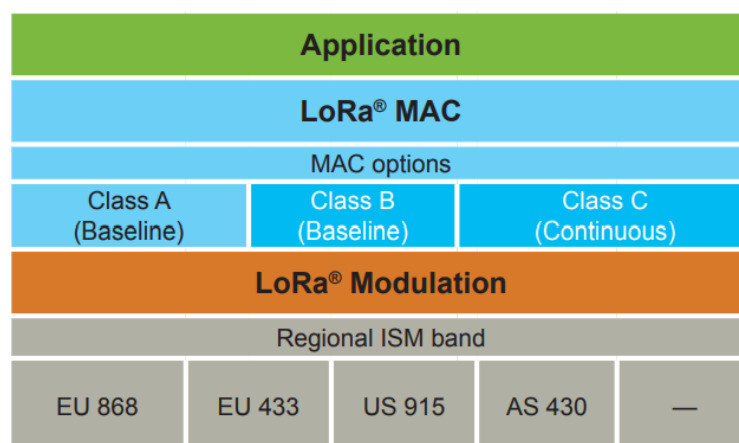 Application
LoRa® MAC
MAC options
Class A
(Baseline)
Class B
(Baseline)
Class C
(Continuous)
LoRa® Modulation
Regional ISM band
EU 868
EU 433
US 915
AS 430
—